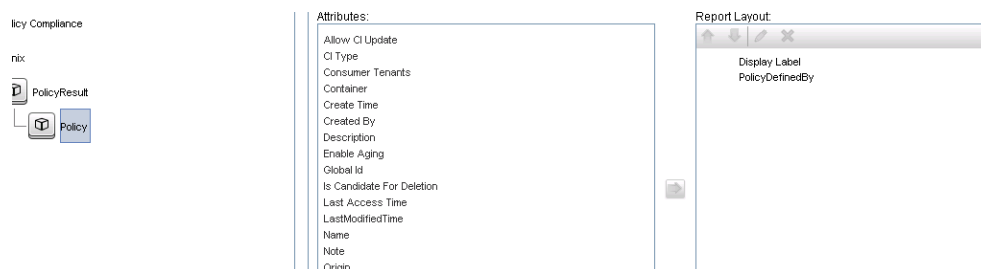 licy Compliance
nix
PolicyResult
Policy
Attributes:
Allow CI Update
CI Type
Consumer Tenants
Container
Create Time
Created By
Description
Enable Aging
Global Id
Is Candidate For Deletion
Last Access Time
LastModifiedTime
Name
Note
Origin
Report Layout:
Display Label
PolicyDefinedBy